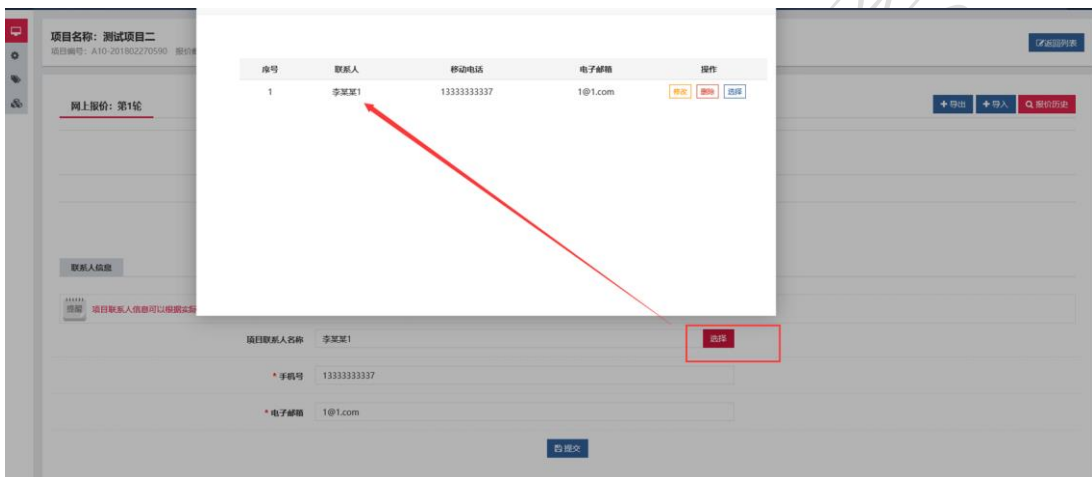 项目名称：测试项目二
项目编号：A10-201802270590 报价
返回列表
序号 联系人 移动电话 电子邮箱 操作
1 李某某1 13333333337 1@1.com 修改 删除 选择
网上报价：第1轮
导出 导入 报价历史
联系人信息
提醒 项目联系人信息可以根据实际
项目联系人名称 李某某1 选择
* 手机号 13333333337
* 电子邮箱 1@1.com
提交